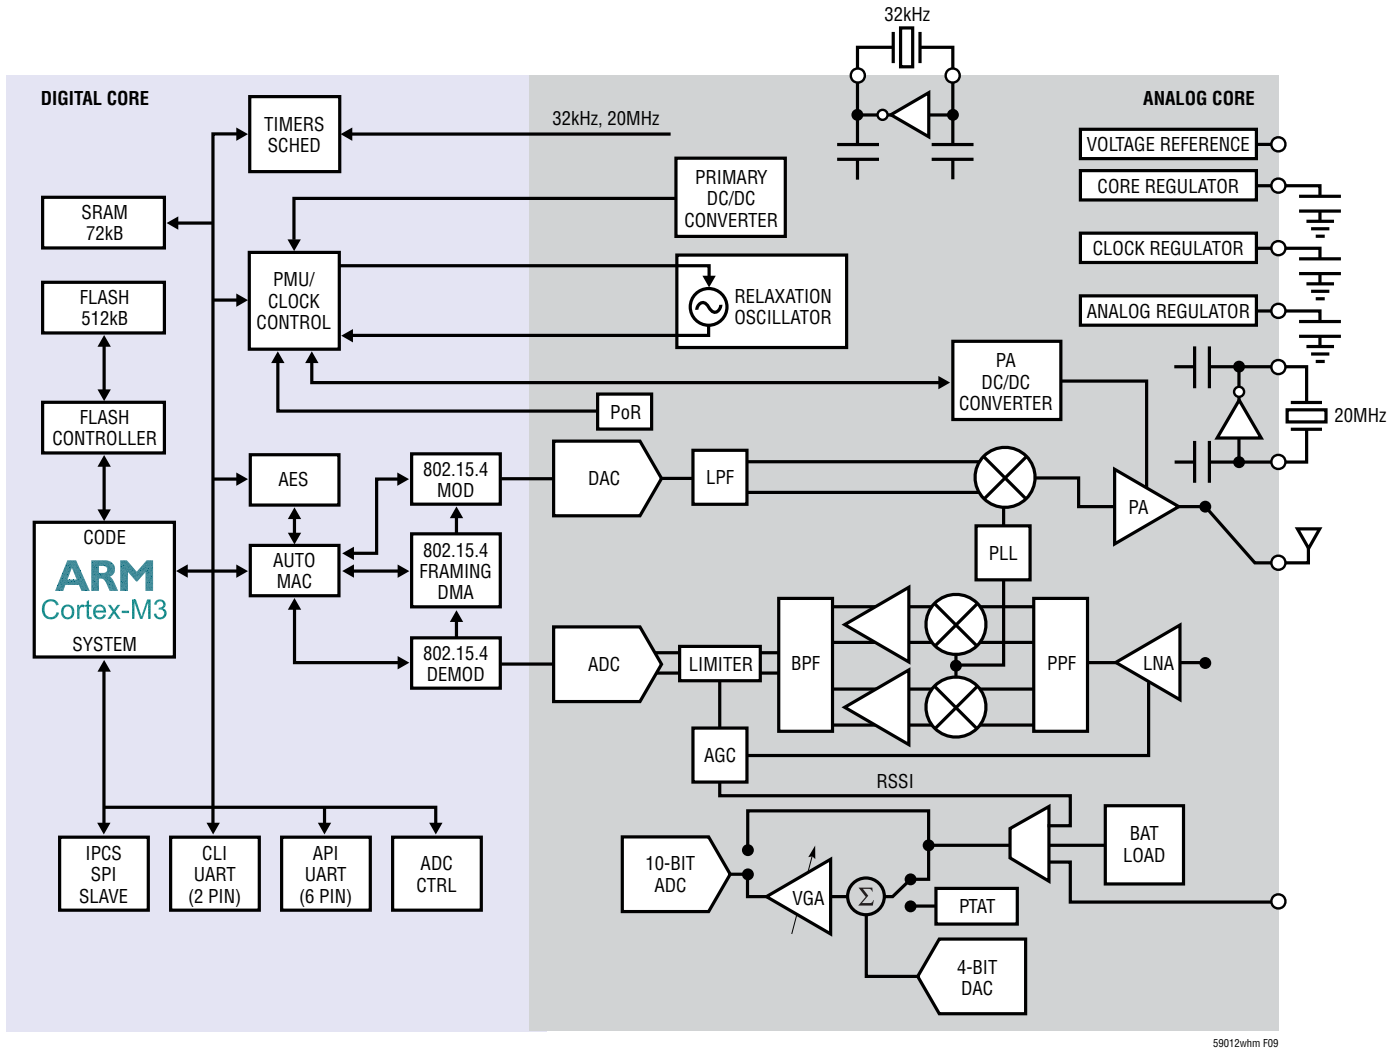 32kHz
DIGITAL CORE
ANALOG CORE
TIMERS
SCHED
32kHz, 20MHz
VOLTAGE REFERENCE
PRIMARY
DC/DC
CONVERTER
CORE REGULATOR
SRAM
72kB
CLOCK REGULATOR
PMU/
CLOCK
CONTROL
RELAXATION
OSCILLATOR
FLASH
512kB
ANALOG REGULATOR
PA
DC/DC
CONVERTER
PoR
20MHz
FLASH
CONTROLLER
AES
802.15.4
MOD
DAC
LPF
PA
CODE
ARM
Cortex-M3
SYSTEM
AUTO
MAC
802.15.4
FRAMING
DMA
PLL
802.15.4
DEMOD
ADC
LIMITER
BPF
PPF
LNA
AGC
RSSI
IPCS
SPI
SLAVE
CLI
UART
(2 PIN)
API
UART
(6 PIN)
ADC
CTRL
10-BIT
ADC
VGA
Σ
PTAT
BAT
LOAD
4-BIT
DAC
59012whm F09